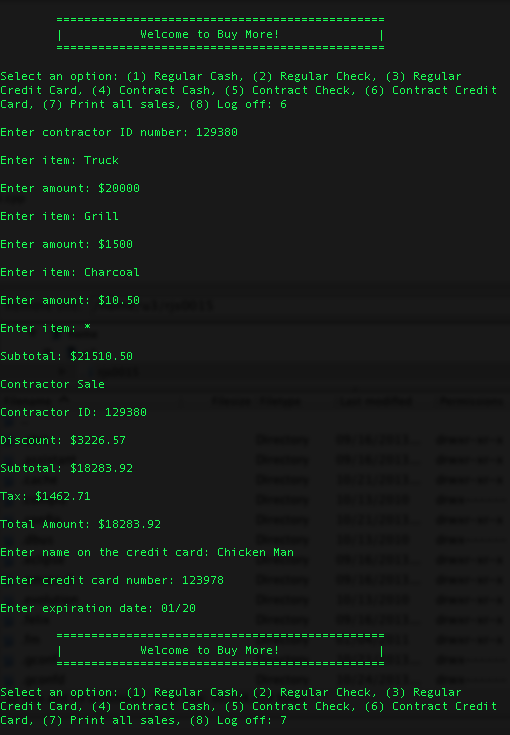 ===============================================
| Welcome to Buy More! |
===============================================
Select an option: (1) Regular Cash, (2) Regular Check, (3) Regular
Credit Card, (4) Contract Cash, (5) Contract Check, (6) Contract Credit
Card, (7) Print all sales, (8) Log off: 6
Enter contractor ID number: 129380
Enter item: Truck
Enter amount: $20000
Enter item: Grill
Enter amount: $1500
Enter item: Charcoal
Enter amount: $10.50
Enter item: *
Subtotal: $21510.50
Contractor Sale
Contractor ID: 129380
Discount: $3226.57
Subtotal: $18283.92
Tax: $1462.71
Total Amount: $18283.92
Enter name on the credit card: Chicken Man
Enter credit card number: 123978
Enter expiration date: 01/20
===============================================
| Welcome to Buy More! |
===============================================
Select an option: (1) Regular Cash, (2) Regular Check, (3) Regular
Credit Card, (4) Contract Cash, (5) Contract Check, (6) Contract Credit
Card, (7) Print all sales, (8) Log off: 7